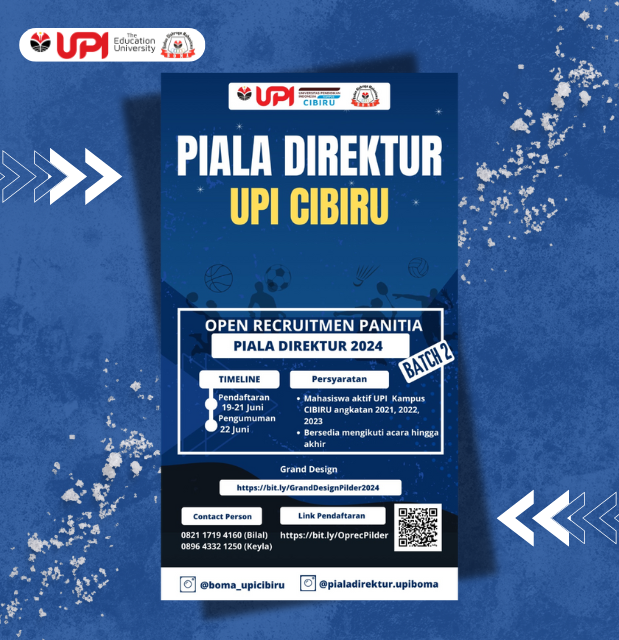 UPI
The
Education
University
UPI
UNIVERSITAS PENDIDIKAN
INDONESIA
CIBIRU
PIALA DIREKTUR
UPI CIBIRU
OPEN RECRUITMEN PANITIA
PIALA DIREKTUR 2024
BATCH 2
TIMELINE
Pendaftaran
19-21 Juni
Pengumuman
22 Juni
Persyaratan
• Mahasiswa aktif UPI Kampus
CIBIRU angkatan 2021, 2022,
2023
• Bersedia mengikuti acara hingga
akhir
Grand Design
https://bit.ly/GrandDesignPilder2024
Contact Person
0821 1719 4160 (Bilal)
0896 4332 1250 (Keyla)
Link Pendaftaran
https://bit.ly/OprecPilder
@boma_upicibiru
@pialadirektur.upiboma